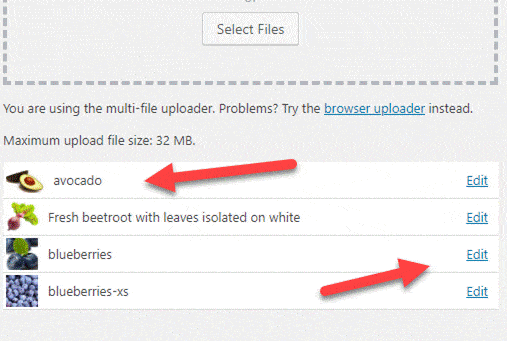 Select Files
You are using the multi-file uploader. Problems? Try the browser uploader instead.
Maximum upload file size: 32 MB.
avocado Edit
Fresh beetroot with leaves isolated on white Edit
blueberries Edit
blueberries-xs Edit